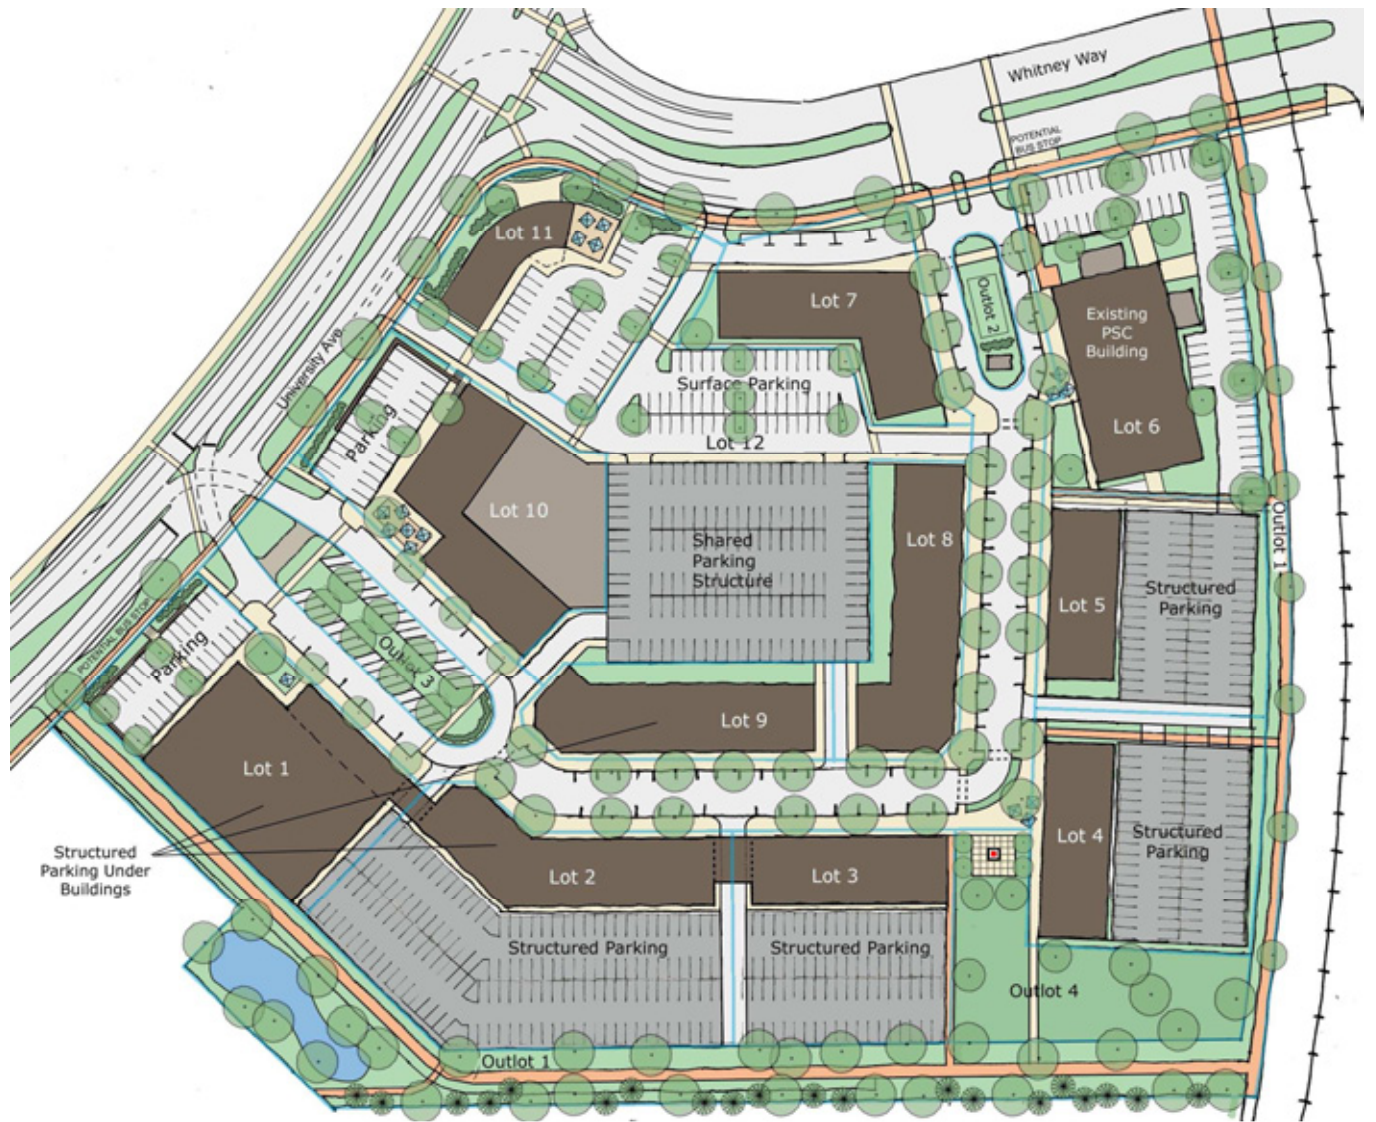 Whitney Way
POTENTIAL
BUS STOP
Lot 11
Lot 7
Outlot 2
Existing
PSC
Building
University Ave
Surface Parking
Parking
Lot 12
Lot 6
Lot 10
Shared
Parking
Structure
Lot 8
Outlot 1
Structured
Parking
Lot 5
POTENTIAL BUS STOP
Parking
Outlot 3
Lot 9
Lot 1
Structured
Parking Under
Buildings
Lot 4
Structured
Parking
Lot 2
Lot 3
Structured Parking
Structured Parking
Outlot 4
Outlot 1